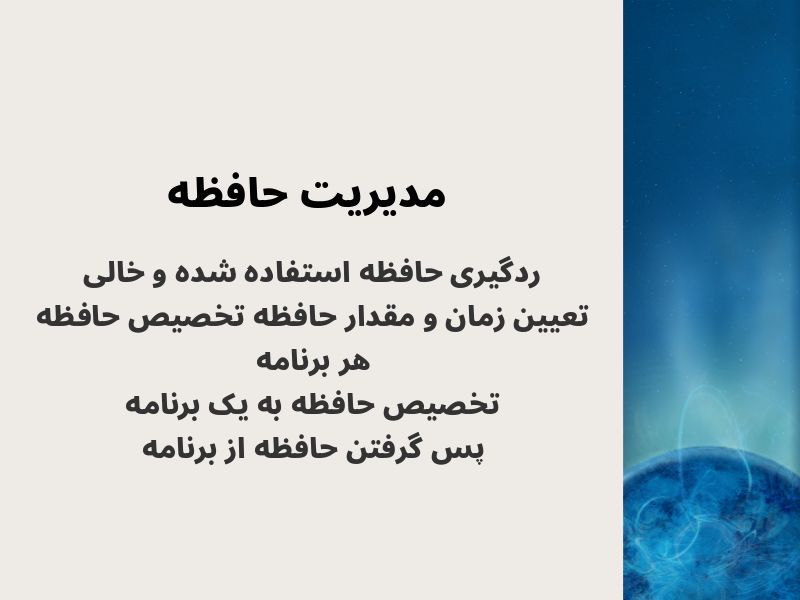 مدیریت حافظه
ردگیری حافظه استفاده شده و خالی
تعیین زمان و مقدار حافظه تخصیص حافظه
هر برنامه
تخصیص حافظه به یک برنامه
پس گرفتن حافظه از برنامه